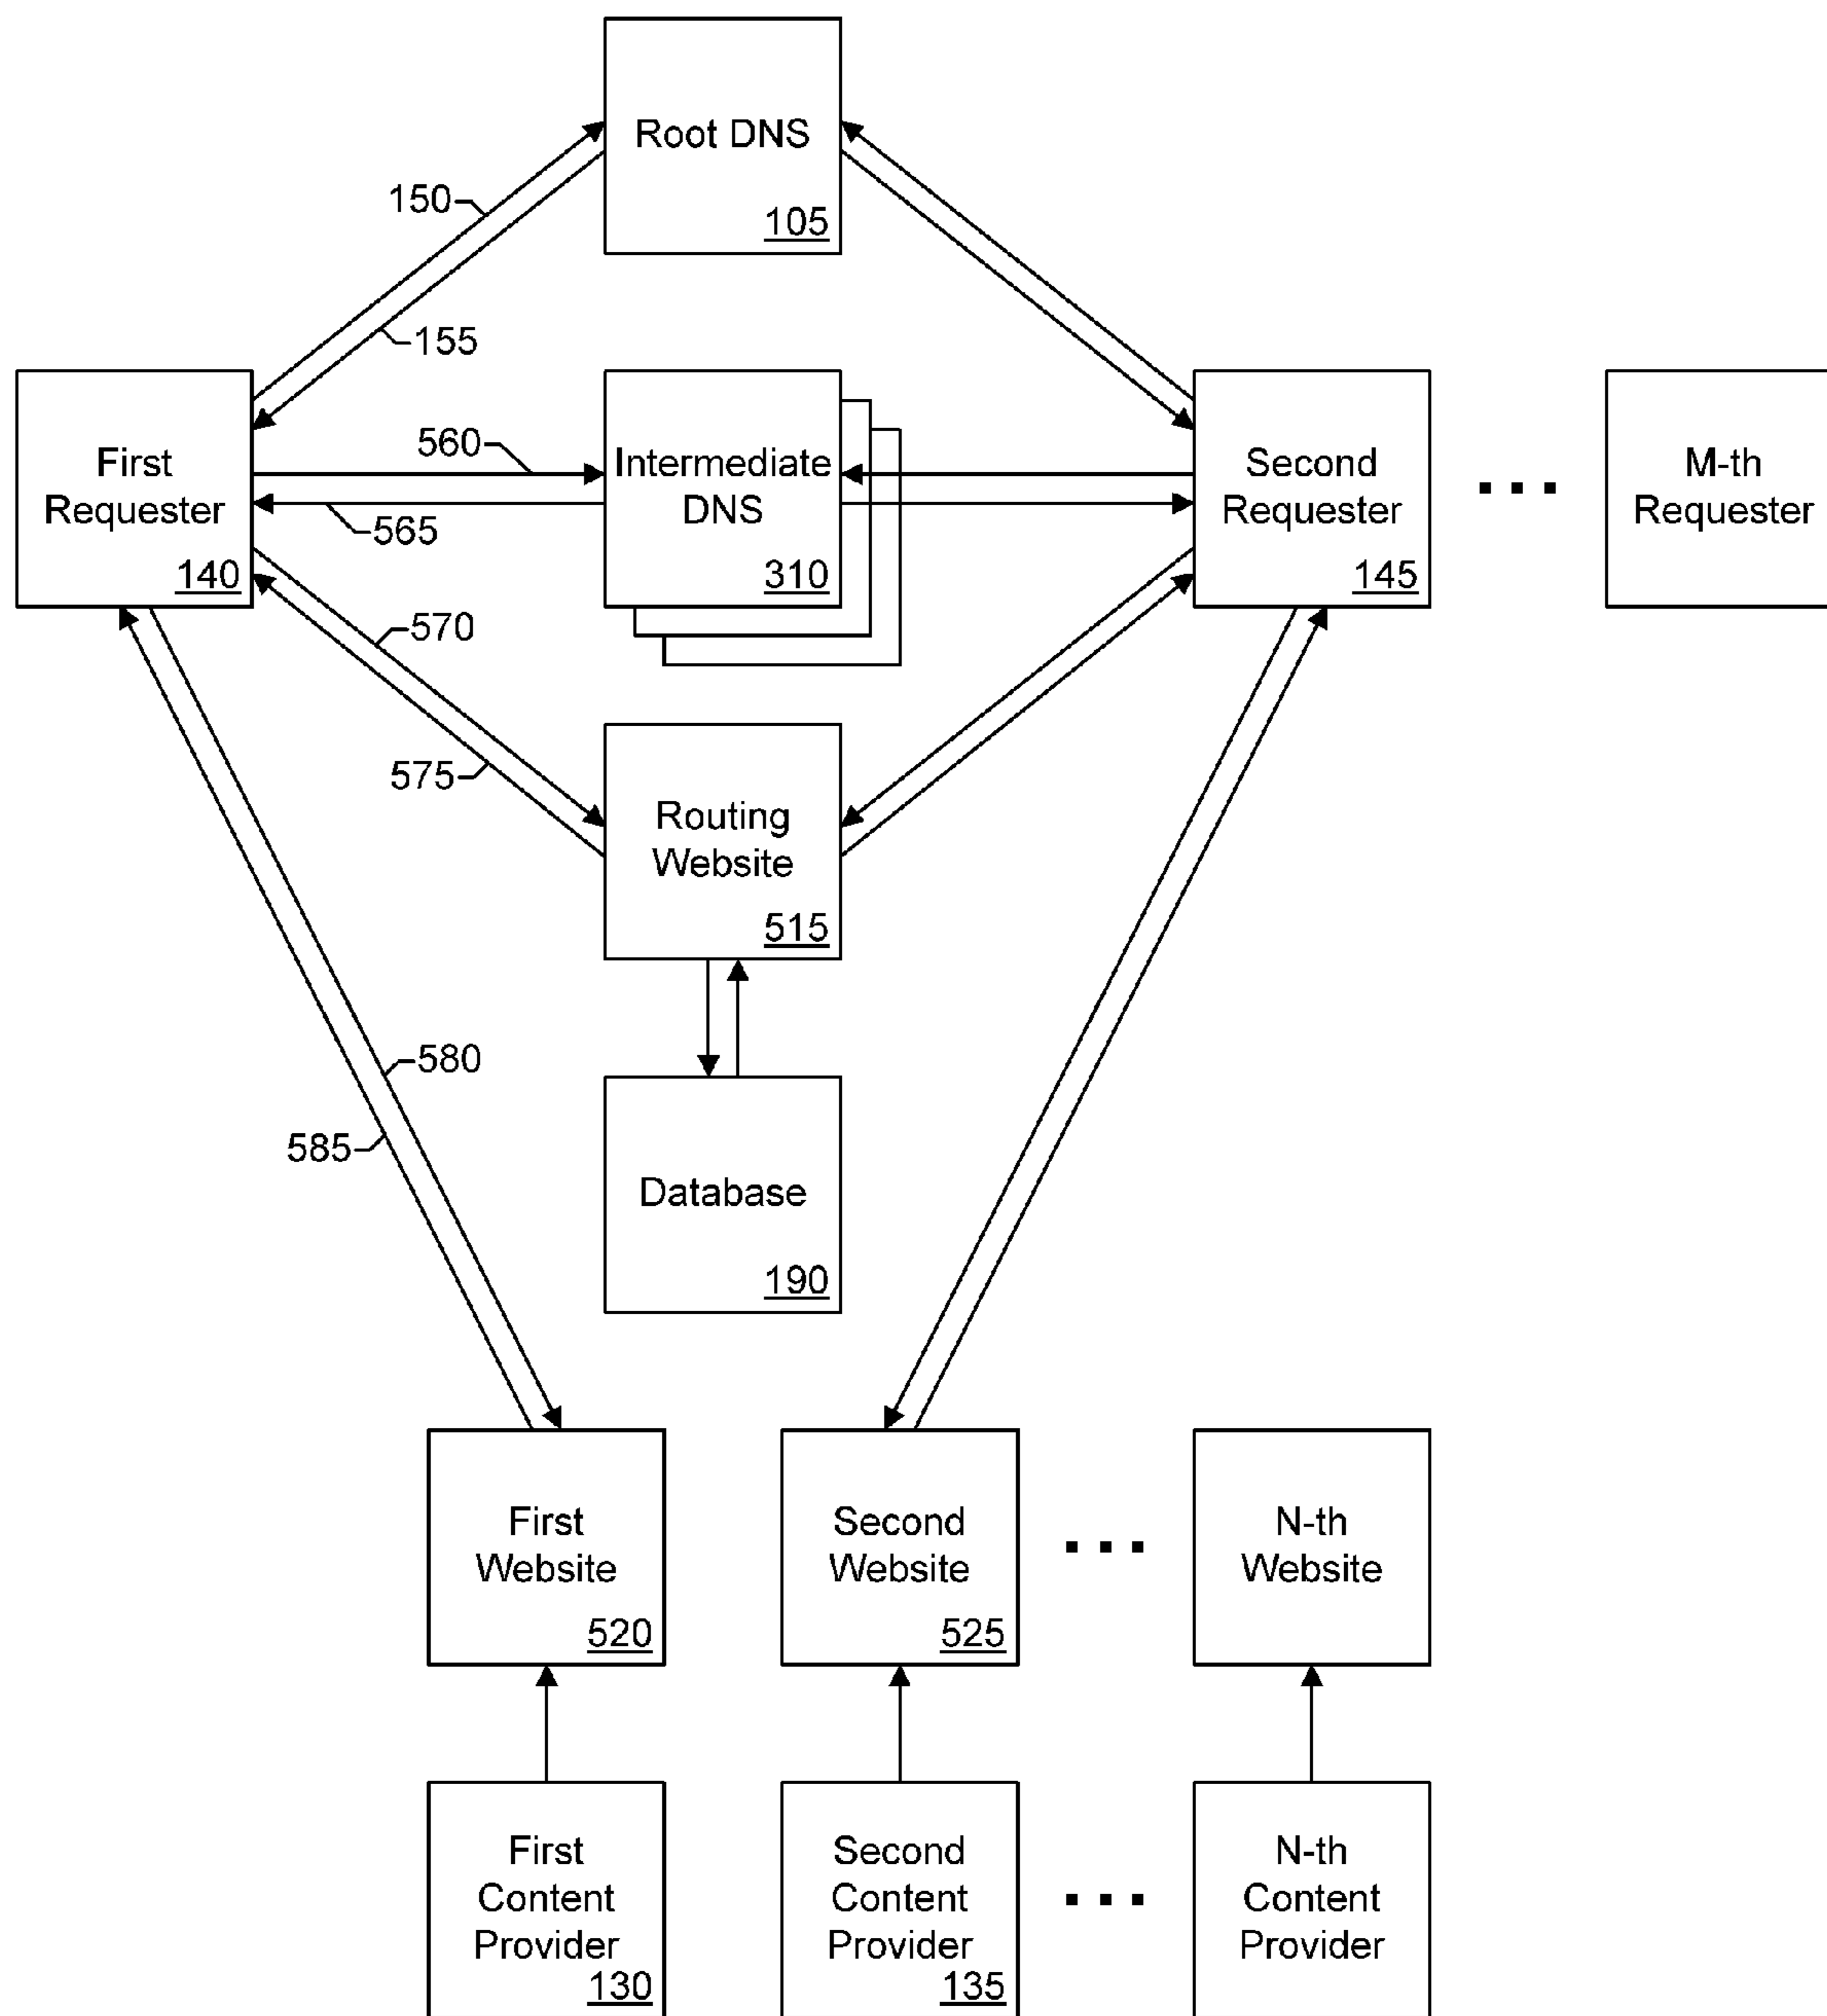 Root DNS
105
150
155
First
Requester
140
560
565
Intermediate
DNS
310
Second
Requester
145
M-th
Requester
570
575
Routing
Website
515
580
585
Database
190
First
Website
520
Second
Website
525
N-th
Website
First
Content
Provider
130
Second
Content
Provider
135
N-th
Content
Provider